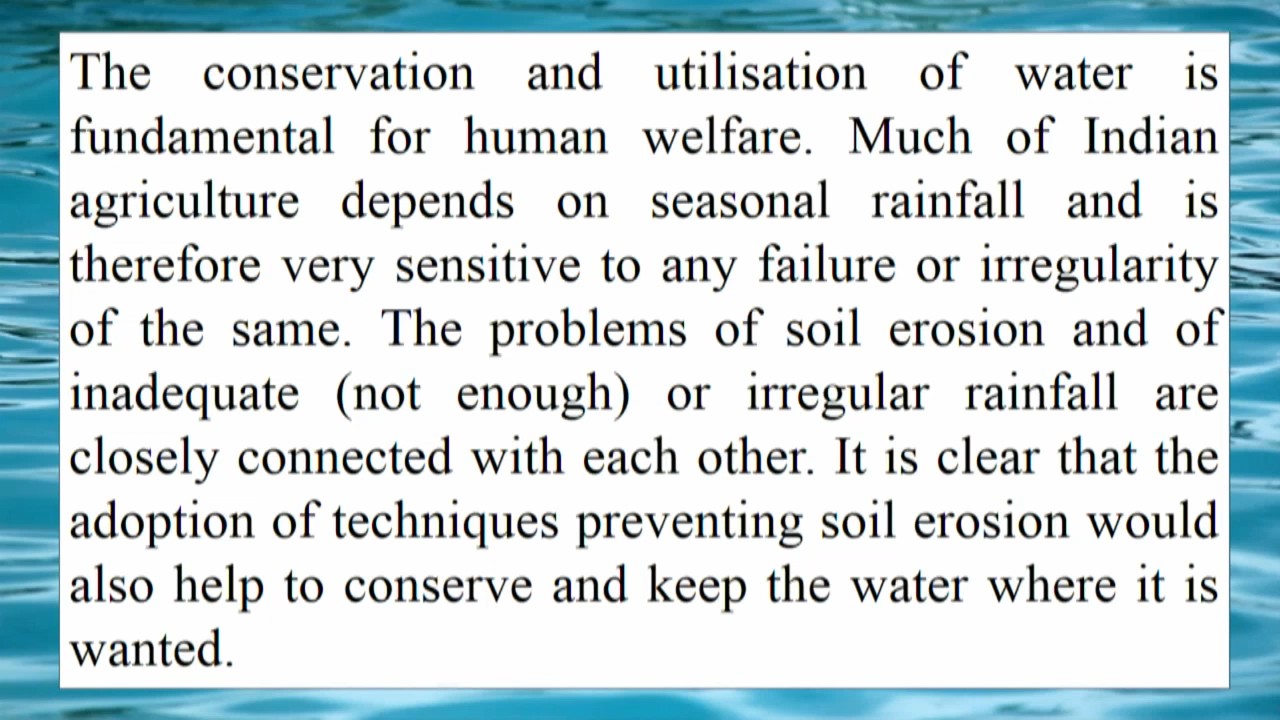 The conservation and utilisation of water is
fundamental for human welfare. Much of Indian
agriculture depends on seasonal rainfall and is
therefore very sensitive to any failure or irregularity
of the same. The problems of soil erosion and of
inadequate (not enough) or irregular rainfall are
closely connected with each other. It is clear that the
adoption of techniques preventing soil erosion would
also help to conserve and keep the water where it is
wanted.